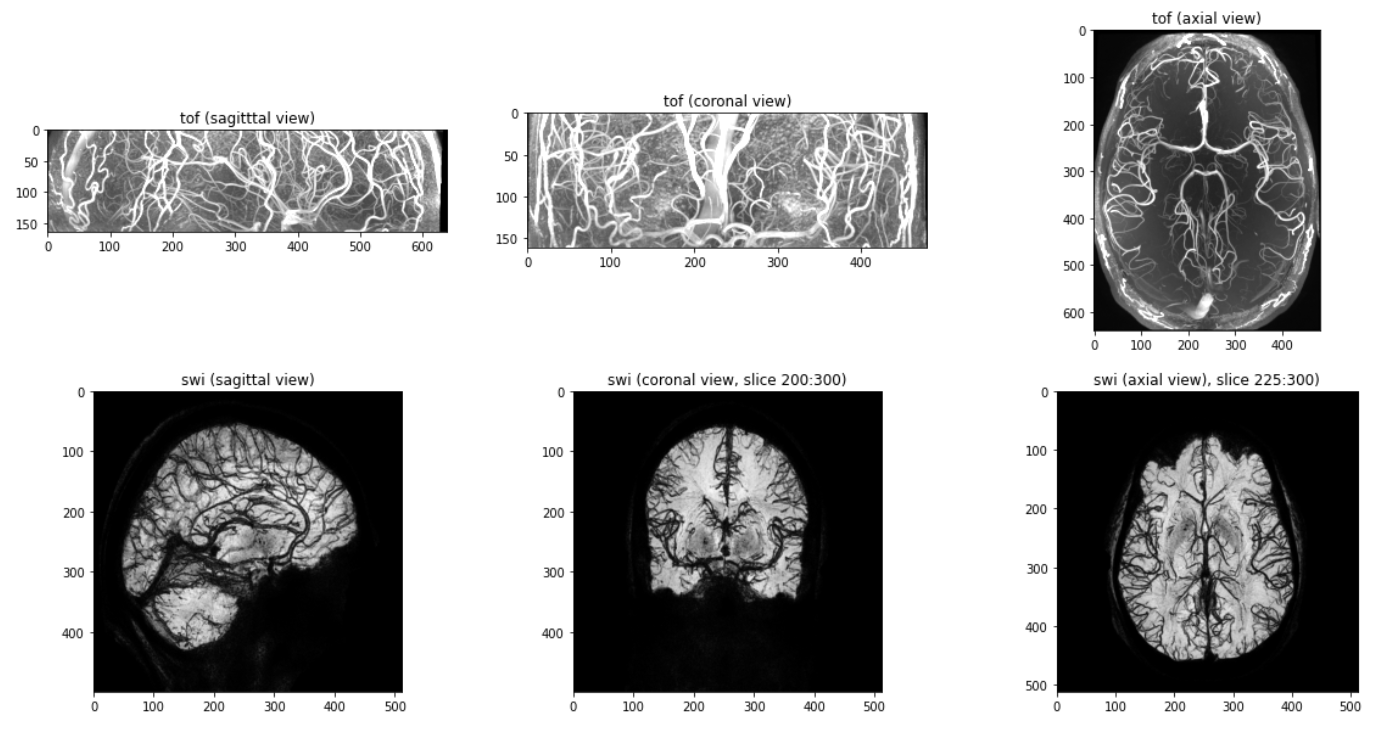 tof (sagitttal view)
0
50
100
150
0 100 200 300 400 500 600
tof (coronal view)
0
50
100
150
0 100 200 300 400
tof (axial view)
0
100
200
300
400
500
600
0 100 200 300 400
swi (sagittal view)
0
100
200
300
400
0 100 200 300 400 500
swi (coronal view, slice 200:300)
0
100
200
300
400
0 100 200 300 400 500
swi (axial view), slice 225:300)
0
100
200
300
400
500
0 100 200 300 400 500